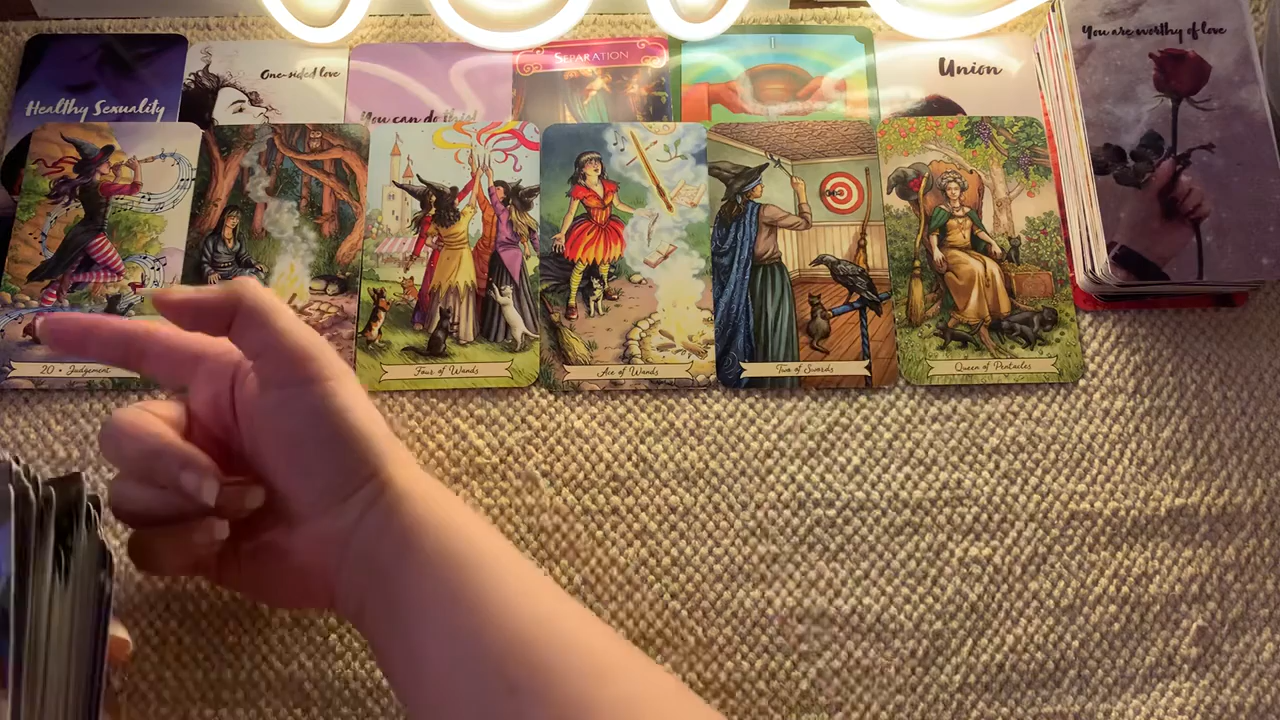 Healthy Sexuality
One-sided love
You can do this!
SEPARATION
1
Union
You are worthy of love
20 • Judgement
Four of Wands
Ace of Wands
Two of Swords
Queen of Pentacles